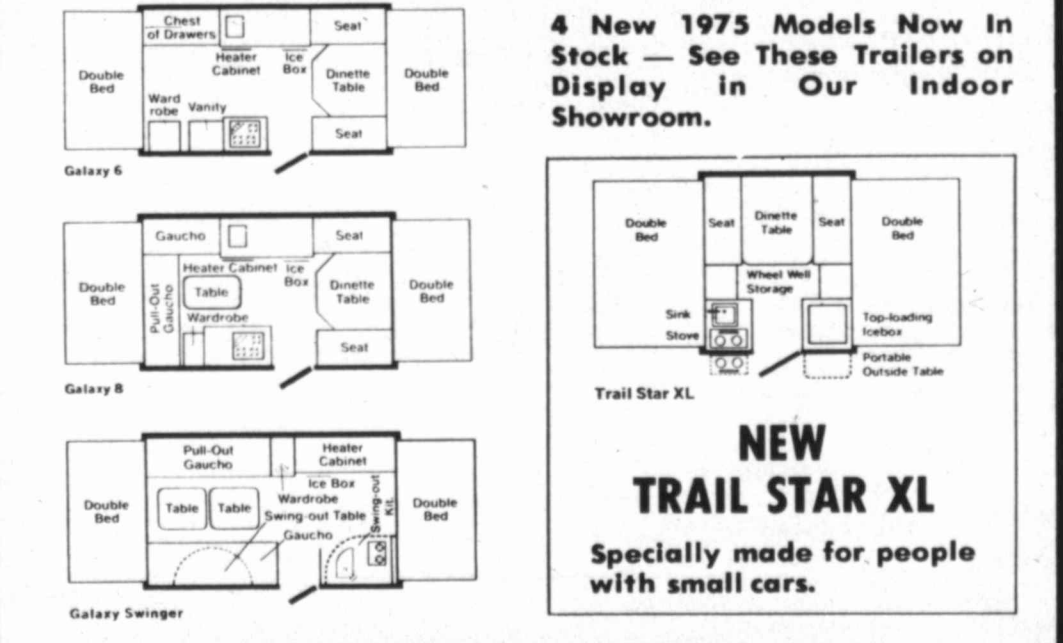 Chest
of Drawers
Seat
Heater
Cabinet
Ice
Box
Double
Bed
Dinette
Table
Double
Bed
Ward
robe
Vanity
Seat
Galaxy 6
Gaucho
Seat
Heater Cabinet
Ice
Box
Double
Bed
Pull-Out
Gaucho
Table
Dinette
Table
Double
Bed
Wardrobe
Seat
Galaxy 8
Pull-Out
Gaucho
Heater
Cabinet
Ice Box
Wardrobe
Double
Bed
Table
Table
Swing-out Table
Swing-out
Kit.
Double
Bed
Gaucho
Galaxy Swinger
4 New 1975 Models Now In
Stock — See These Trailers on
Display in Our Indoor
Showroom.
Double
Bed
Seat
Dinette
Table
Seat
Double
Bed
Wheel Well
Storage
Sink
Stove
Top-loading
Icebox
Portable
Outside Table
Trail Star XL
NEW
TRAIL STAR XL
Specially made for people
with small cars.